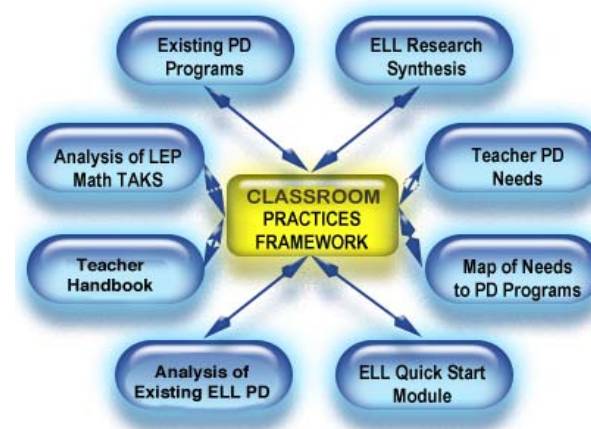 Existing PD
Programs
ELL Research
Synthesis
Analysis of LEP
Math TAKS
Teacher PD
Needs
CLASSROOM
PRACTICES
FRAMEWORK
Teacher
Handbook
Map of Needs
to PD Programs
Analysis of
Existing ELL PD
ELL Quick Start
Module